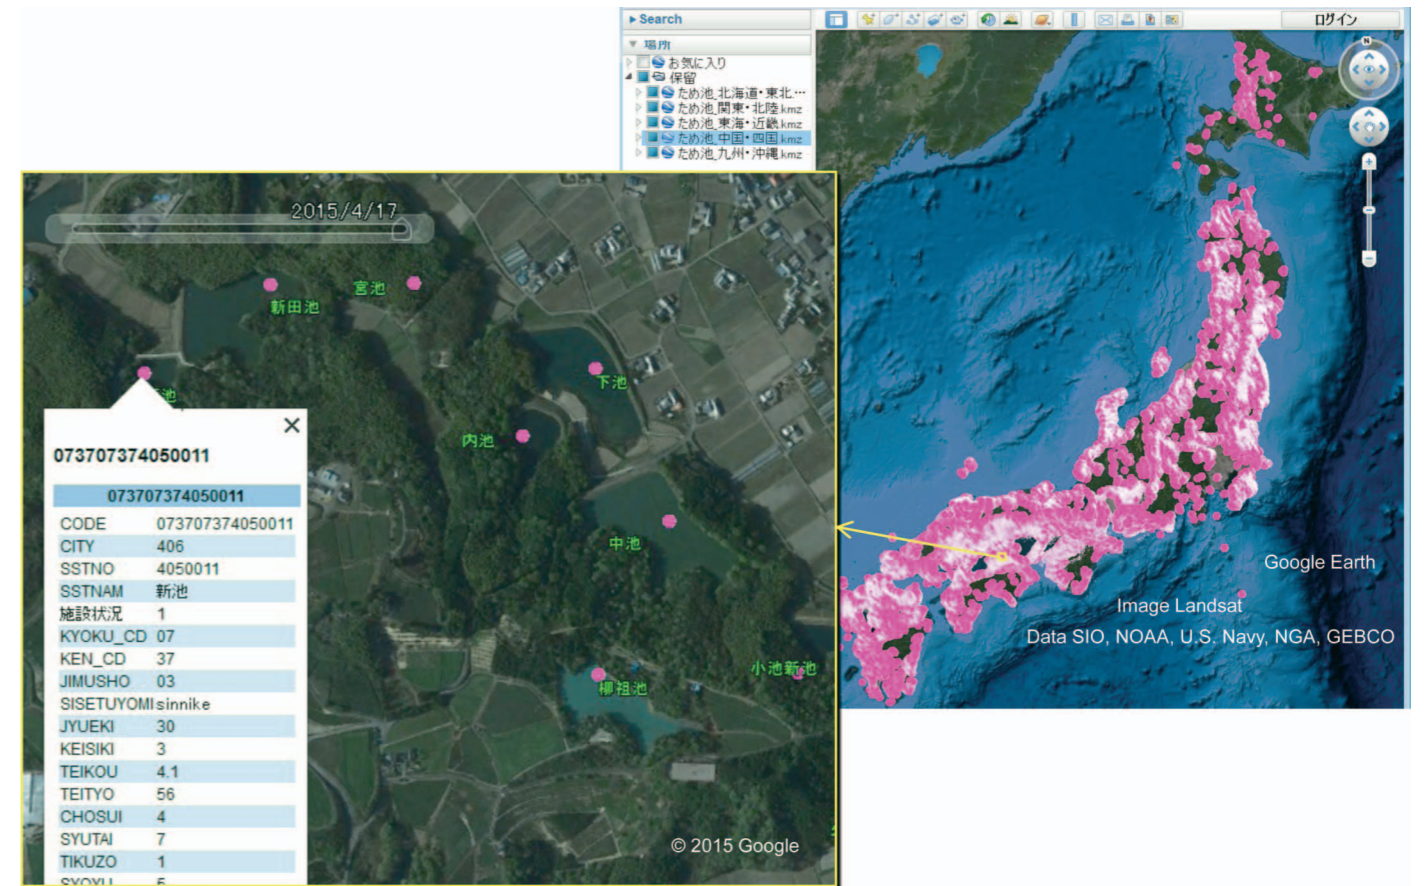 Search
ログイン
場所
お気に入り
保留
ため池_北海道・東北...
ため池_関東・北陸.kmz
ため池_東海・近畿.kmz
ため池_中国・四国.kmz
ため池_九州・沖縄.kmz
N
2015/4/17
新田池
宮池
下池
池
内池
中池
小池新池
柳祖池
073707374050011
073707374050011
CODE 073707374050011
CITY 406
SSTNO 4050011
SSTNAM 新池
施設状況 1
KYOKU_CD 07
KEN_CD 37
JIMUSHO 03
SISETUYOMI sinnike
JYUEKI 30
KEISIKI 3
TEIKOU 4.1
TEITYO 56
CHOSUI 4
SYUTAI 7
TIKUZO 1
SYOYU 5
© 2015 Google
Google Earth
Image Landsat
Data SIO, NOAA, U.S. Navy, NGA, GEBCO